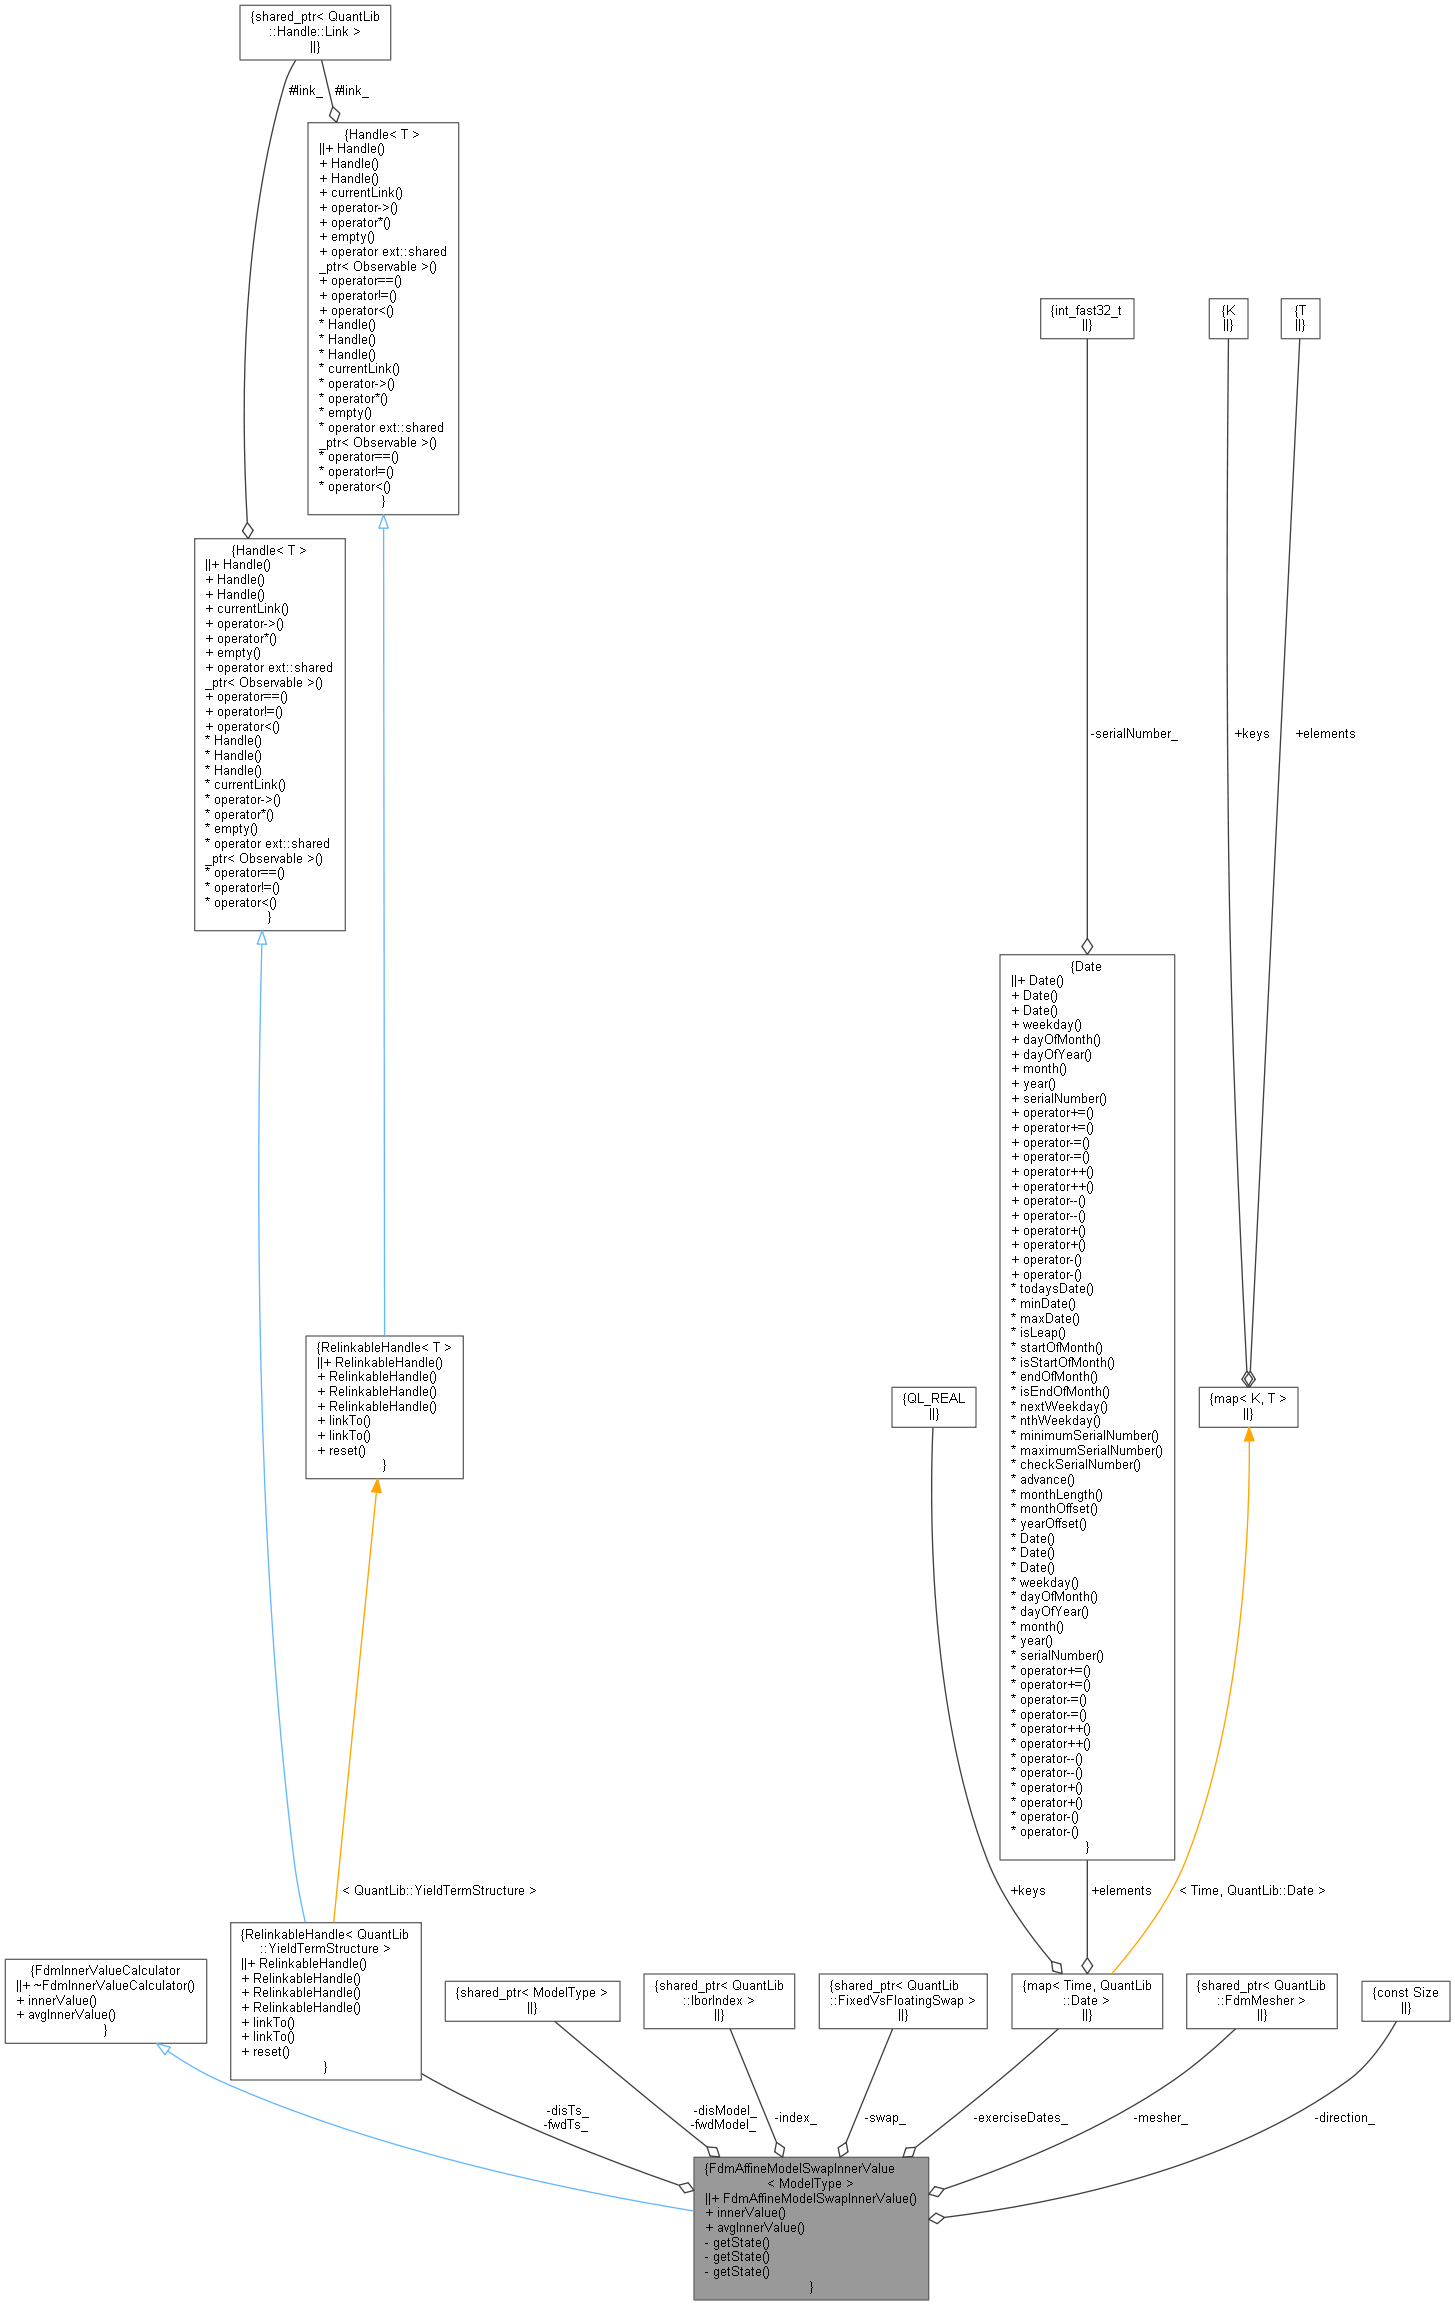 {shared_ptr< QuantLib
::Handle::Link >
||}
#link_
#link_
{Handle< T >
||+ Handle()
+ Handle()
+ Handle()
+ currentLink()
+ operator->()
+ operator*()
+ empty()
+ operator ext::shared
_ptr< Observable >()
+ operator==()
+ operator!=()
+ operator<()
* Handle()
* Handle()
* Handle()
* currentLink()
* operator->()
* operator*()
* empty()
* operator ext::shared
_ptr< Observable >()
* operator==()
* operator!=()
* operator<()
}
{int_fast32_t
||}
{K
||}
{T
||}
{Handle< T >
||+ Handle()
+ Handle()
+ Handle()
+ currentLink()
+ operator->()
+ operator*()
+ empty()
+ operator ext::shared
_ptr< Observable >()
+ operator==()
+ operator!=()
+ operator<()
* Handle()
* Handle()
* Handle()
* currentLink()
* operator->()
* operator*()
* empty()
* operator ext::shared
_ptr< Observable >()
* operator==()
* operator!=()
* operator<()
}
-serialNumber_
+keys
+elements
{Date
||+ Date()
+ Date()
+ Date()
+ weekday()
+ dayOfMonth()
+ dayOfYear()
+ month()
+ year()
+ serialNumber()
+ operator+=()
+ operator+=()
+ operator-=()
+ operator-=()
+ operator++()
+ operator++()
+ operator--()
+ operator--()
+ operator+()
+ operator+()
+ operator-()
+ operator-()
* todaysDate()
* minDate()
* maxDate()
* isLeap()
* startOfMonth()
* isStartOfMonth()
* endOfMonth()
* isEndOfMonth()
* nextWeekday()
* nthWeekday()
* minimumSerialNumber()
* maximumSerialNumber()
* checkSerialNumber()
* advance()
* monthLength()
* monthOffset()
* yearOffset()
* Date()
* Date()
* Date()
* weekday()
* dayOfMonth()
* dayOfYear()
* month()
* year()
* serialNumber()
* operator+=()
* operator+=()
* operator-=()
* operator-=()
* operator++()
* operator++()
* operator--()
* operator--()
* operator+()
* operator+()
* operator-()
* operator-()
}
{RelinkableHandle< T >
||+ RelinkableHandle()
+ RelinkableHandle()
+ RelinkableHandle()
+ RelinkableHandle()
+ linkTo()
+ linkTo()
+ reset()
}
{QL_REAL
||}
{map< K, T >
||}
< QuantLib::YieldTermStructure >
+keys
+elements
< Time, QuantLib::Date >
{FdmInnerValueCalculator
||+ ~FdmInnerValueCalculator()
+ innerValue()
+ avgInnerValue()
}
{RelinkableHandle< QuantLib
::YieldTermStructure >
||+ RelinkableHandle()
+ RelinkableHandle()
+ RelinkableHandle()
+ RelinkableHandle()
+ linkTo()
+ linkTo()
+ reset()
}
{shared_ptr< ModelType >
||}
{shared_ptr< QuantLib
::IborIndex >
||}
{shared_ptr< QuantLib
::FixedVsFloatingSwap >
||}
{map< Time, QuantLib
::Date >
||}
{shared_ptr< QuantLib
::FdmMesher >
||}
{const Size
||}
-disTs_
-fwdTs_
-disModel_
-fwdModel_
-index_
-swap_
-exerciseDates_
-mesher_
-direction_
{FdmAffineModelSwapInnerValue
< ModelType >
||+ FdmAffineModelSwapInnerValue()
+ innerValue()
+ avgInnerValue()
- getState()
- getState()
- getState()
}